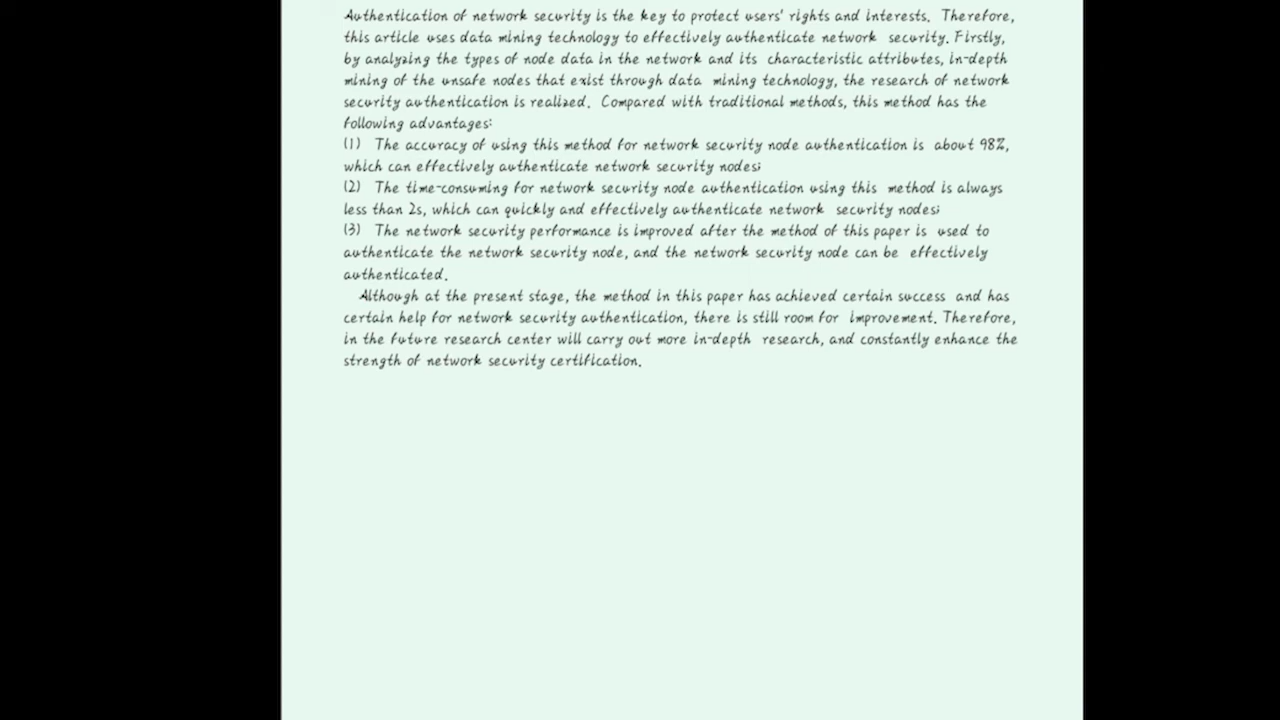 Authentication of network security is the key to protect users' rights and interests. Therefore,
this article uses data mining technology to effectively authenticate network security. Firstly,
by analyzing the types of node data in the network and its characteristic attributes, in-depth
mining of the unsafe nodes that exist through data mining technology, the research of network
security authentication is realized. Compared with traditional methods, this method has the
following advantages:
(1) The accuracy of using this method for network security node authentication is about 98%,
which can effectively authenticate network security nodes;
(2) The time-consuming for network security node authentication using this method is always
less than 2s, which can quickly and effectively authenticate network security nodes;
(3) The network security performance is improved after the method of this paper is used to
authenticate the network security node, and the network security node can be effectively
authenticated.
Although at the present stage, the method in this paper has achieved certain success and has
certain help for network security authentication, there is still room for improvement. Therefore,
in the future research center will carry out more in-depth research, and constantly enhance the
strength of network security certification.